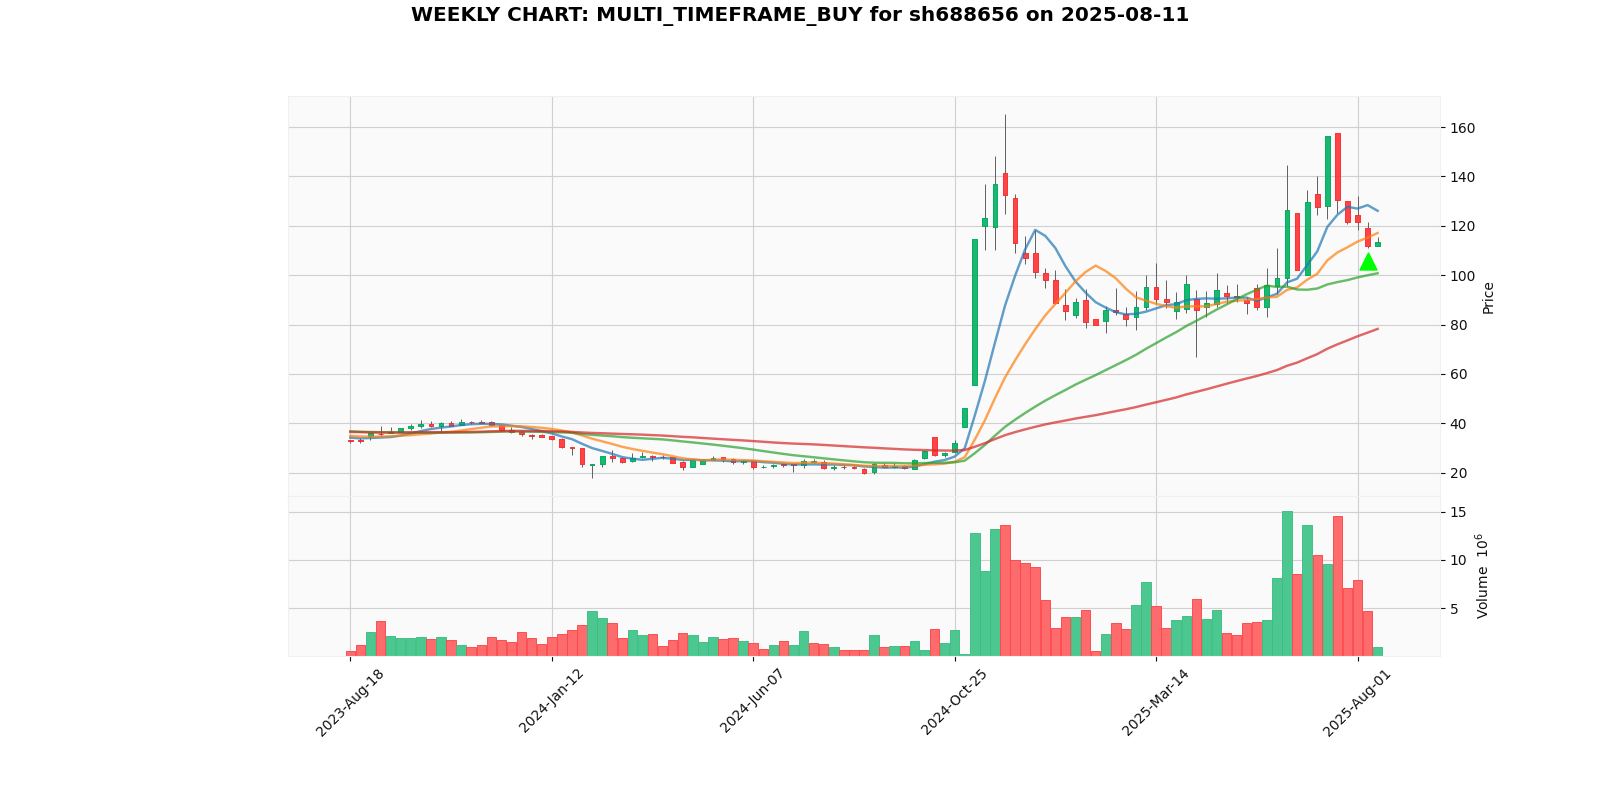 WEEKLY CHART: MULTI_TIMEFRAME_BUY for sh688656 on 2025-08-11
160
140
120
100
80
60
40
20
Price
15
10
5
Volume 10⁶
2023-Aug-18
2024-Jan-12
2024-Jun-07
2024-Oct-25
2025-Mar-14
2025-Aug-01